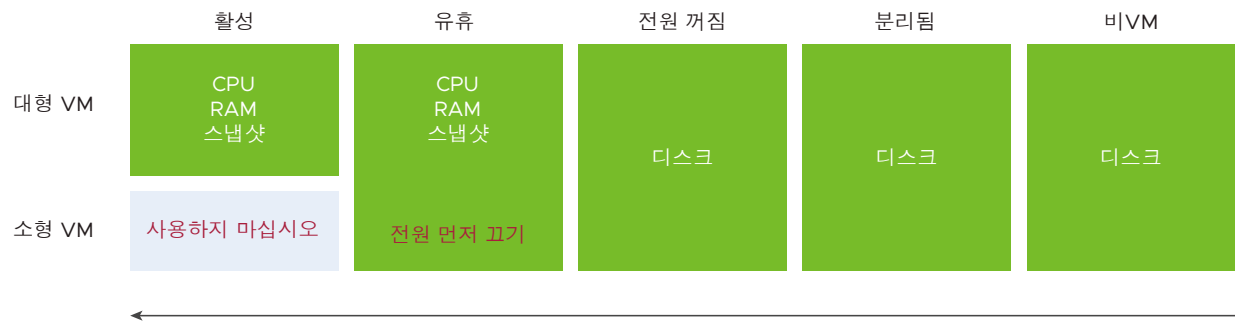 활성 유휴 전원 꺼짐 분리됨 비VM
대형 VM
CPU
RAM
스냅샷
CPU
RAM
스냅샷
디스크
디스크
디스크
소형 VM
사용하지 마십시오
전원 먼저 끄기